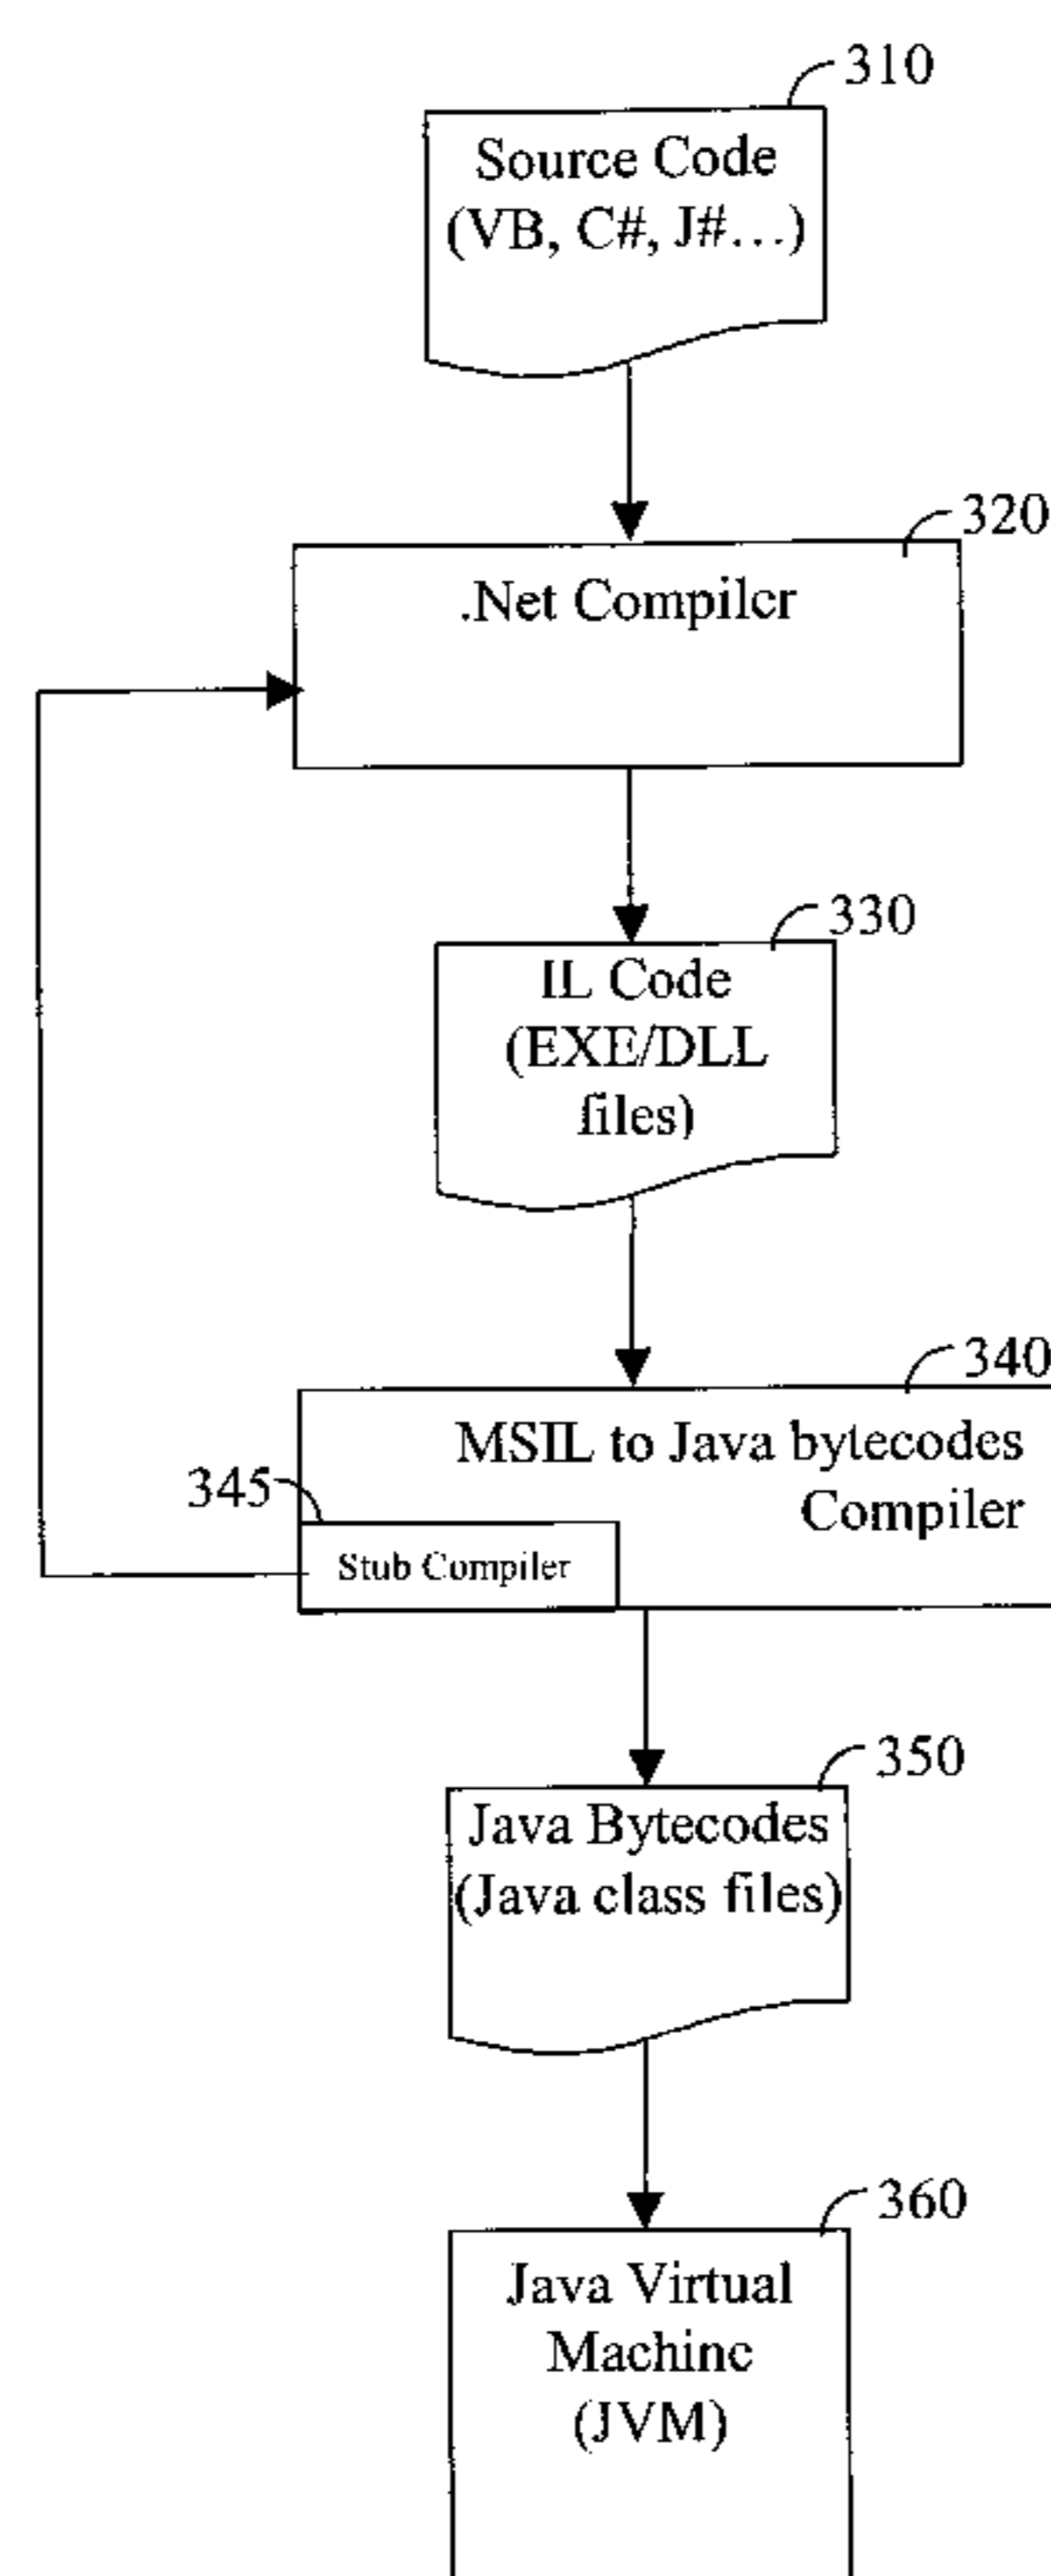 310
Source Code
(VB, C#, J#...)
320
.Net Compiler
330
IL Code
(EXE/DLL
files)
340
MSIL to Java bytecodes
Compiler
345
Stub Compiler
350
Java Bytecodes
(Java class files)
360
Java Virtual
Machine
(JVM)